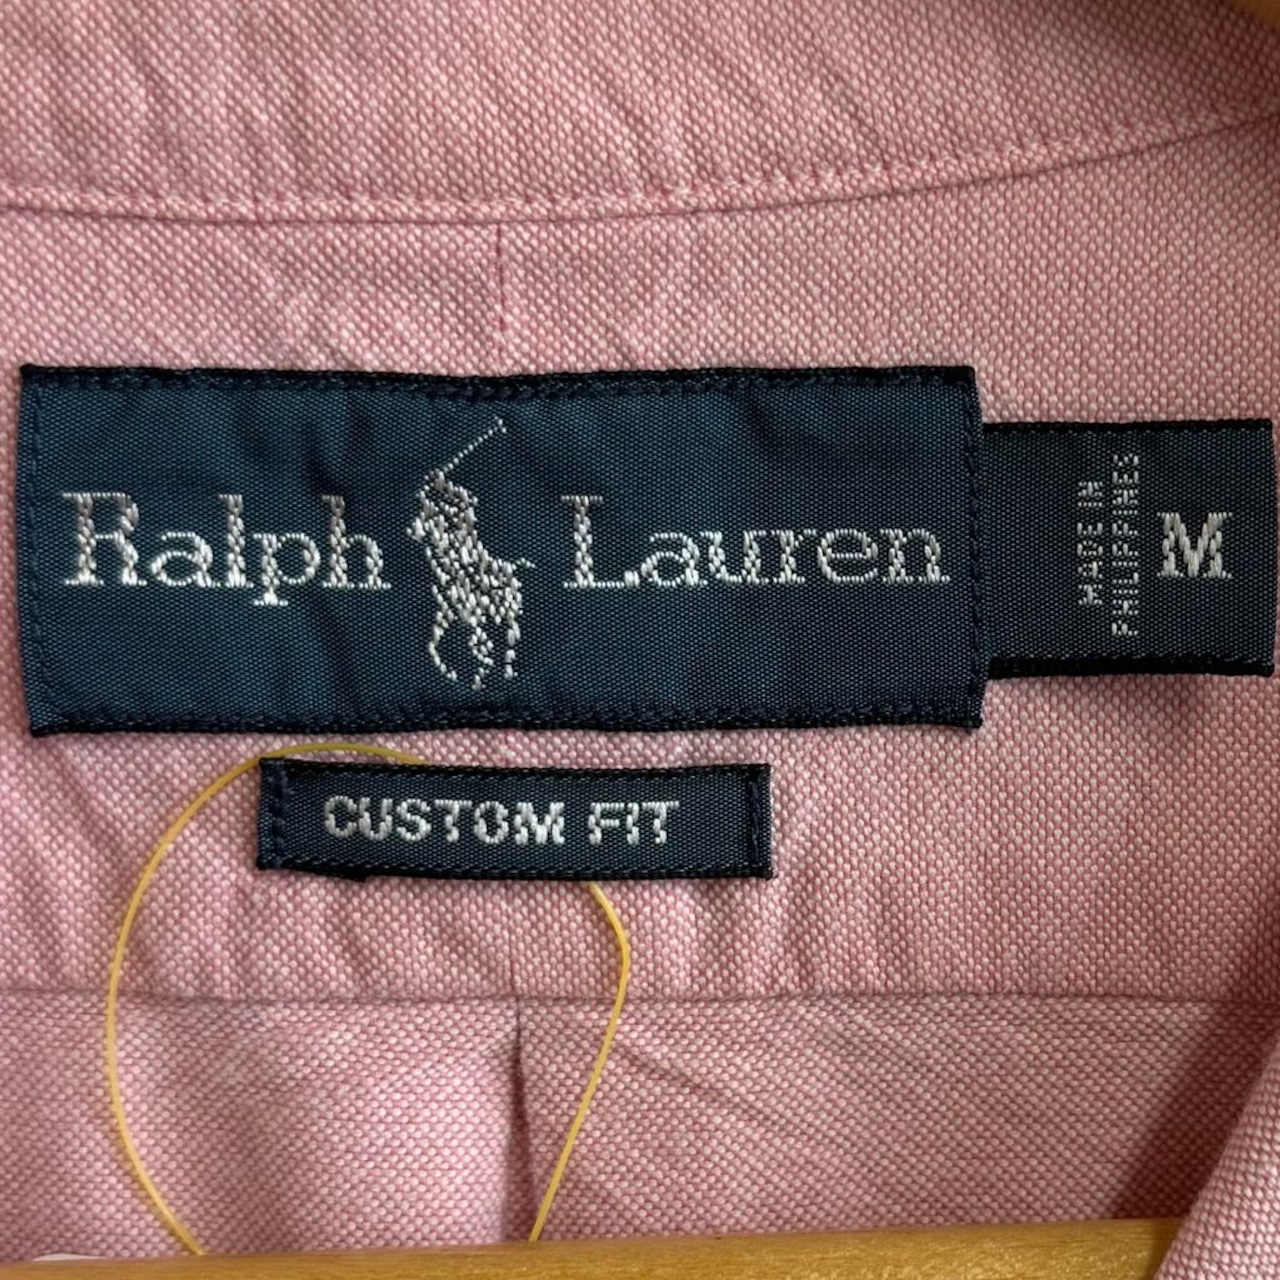 Ralph Lauren
MADE IN
PHILIPPINES
M
CUSTOM FIT